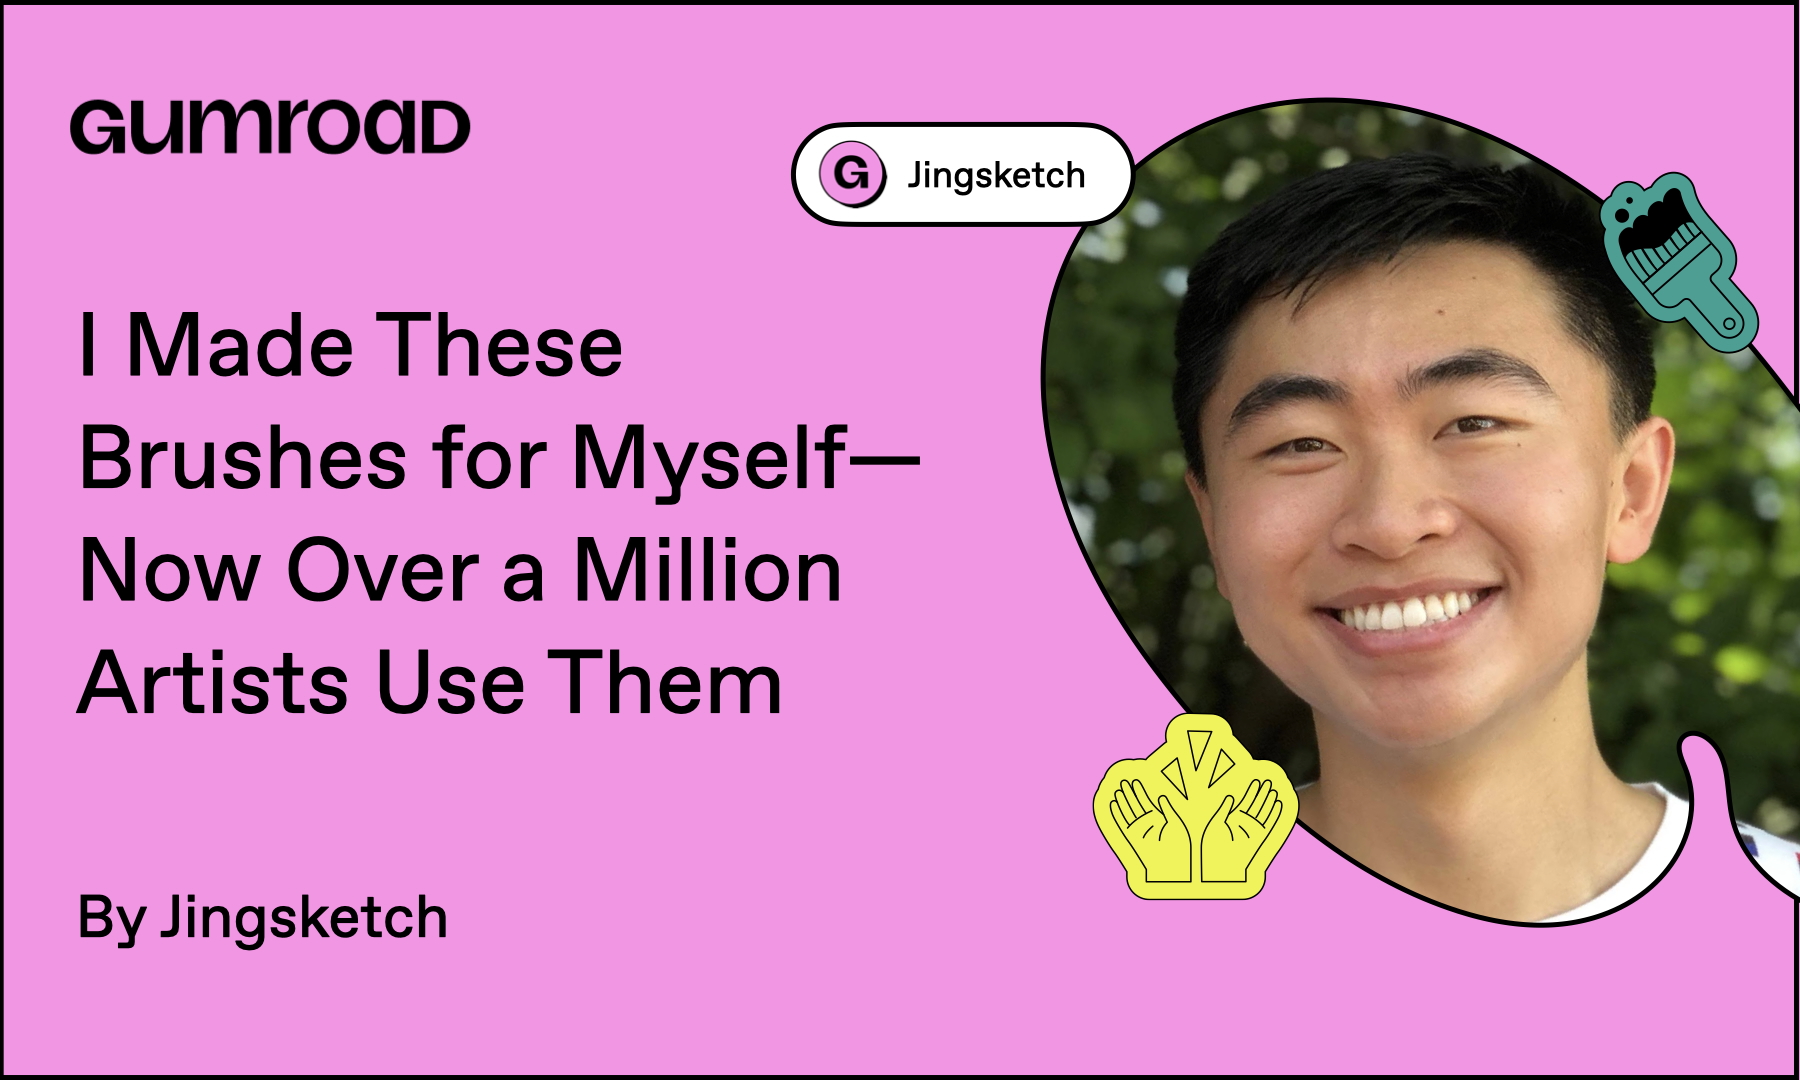 GUMROAD
G Jingsketch
I Made These
Brushes for Myself—
Now Over a Million
Artists Use Them
By Jingsketch